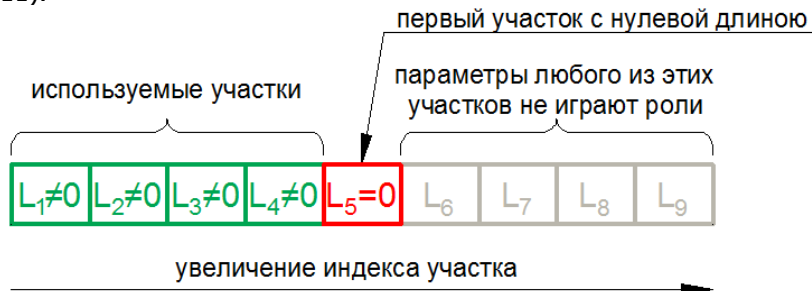 первый участок с нулевой длиною
используемые участки
параметры любого из этих
участков не играют роли
L₁≠0 L₂≠0 L₃≠0 L₄≠0 L₅=0 L₆ L₇ L₈ L₉
увеличение индекса участка